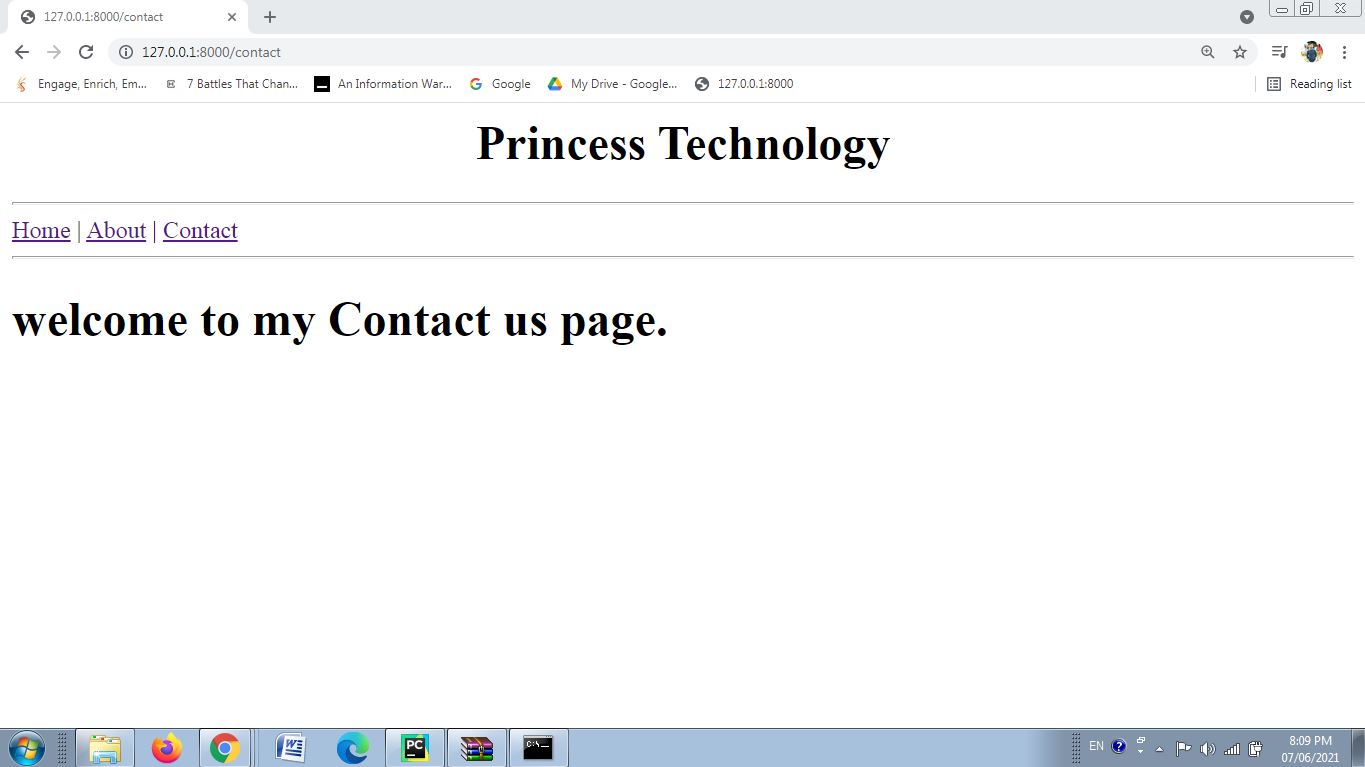 127.0.0.1:8000/contact
127.0.0.1:8000/contact
Engage, Enrich, Em... 7 Battles That Chan... An Information War... Google My Drive - Google... 127.0.0.1:8000 Reading list
Princess Technology
Home | About | Contact
welcome to my Contact us page.
PC C:\_ EN 8:09 PM
07/06/2021